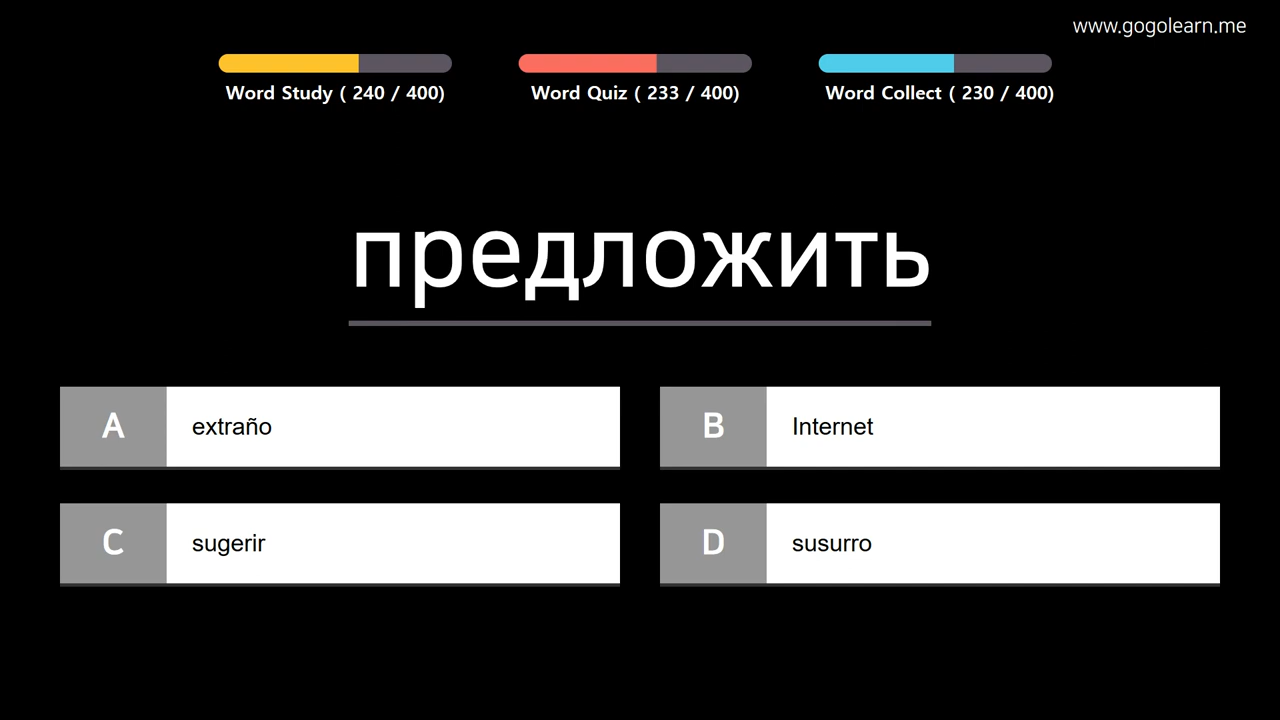 www.gogolearn.me
Word Study ( 240 / 400)
Word Quiz ( 233 / 400)
Word Collect ( 230 / 400)
предложить
A extraño
B Internet
C sugerir
D susurro